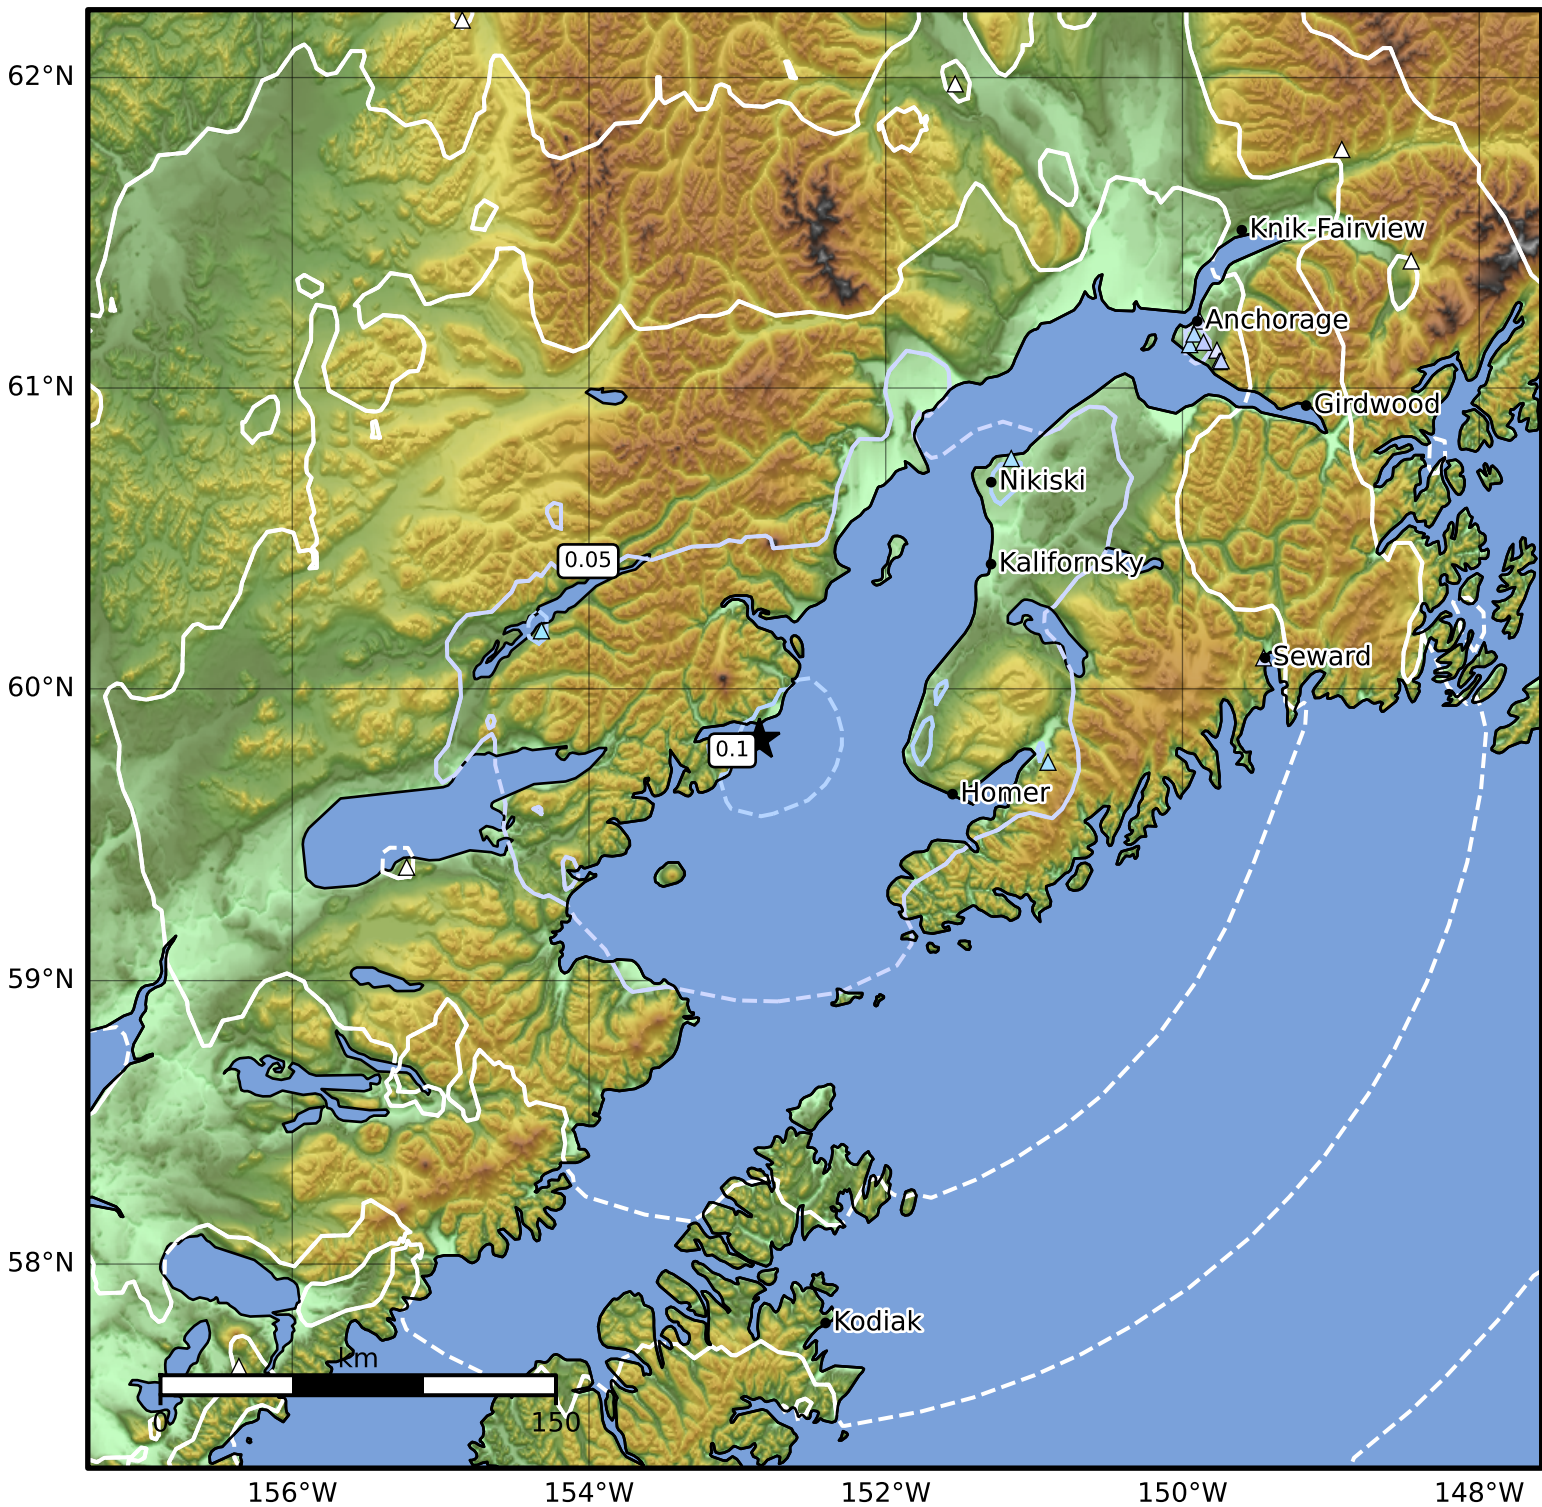 62°N
Knik-Fairview
Anchorage
61°N
Girdwood
Nikiski
0.05
Kalifornsky
Seward
60°N
0.1
Homer
59°N
58°N
Kodiak
km
0
150
156°W
154°W
152°W
150°W
148°W